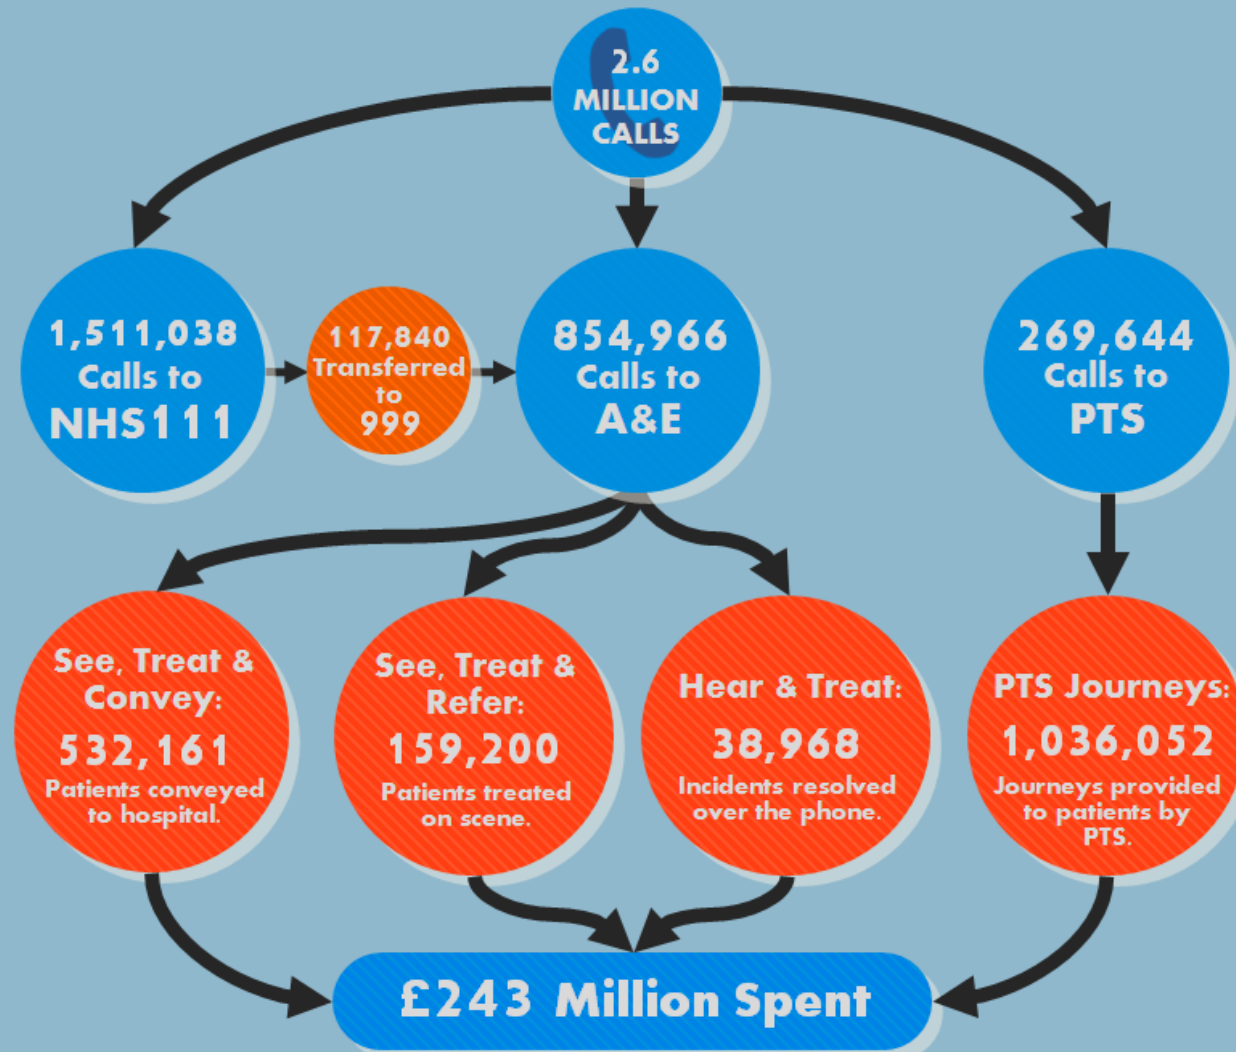 2.6
MILLION
CALLS
1,511,038
Calls to
NHS111
117,840
Transferred
to
999
854,966
Calls to
A&E
269,644
Calls to
PTS
See, Treat &
Convey:
532,161
Patients conveyed
to hospital.
See, Treat &
Refer:
159,200
Patients treated
on scene.
Hear & Treat:
38,968
Incidents resolved
over the phone.
PTS Journeys:
1,036,052
Journeys provided
to patients by
PTS.
£243 Million Spent